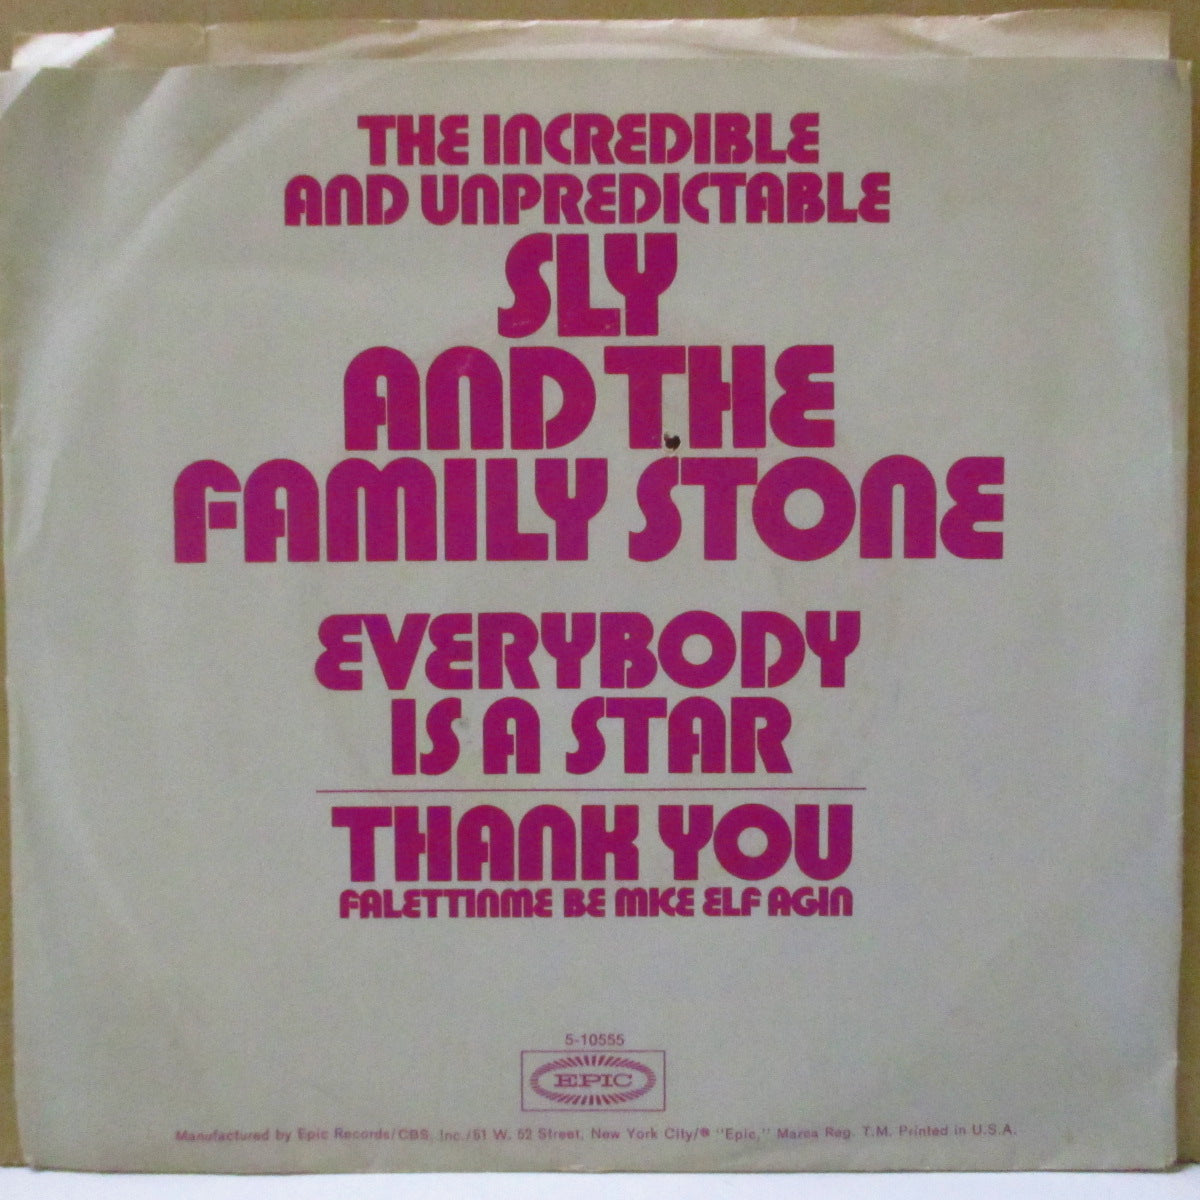 THE INCREDIBLE
AND UNPREDICTABLE
SLY
AND THE
FAMILY STONE
EVERYBODY
IS A STAR
THANK YOU
FALETTINME BE MICE ELF AGIN
5-10555
EPIC
Manufactured by Epic Records/CBS, Inc./51 W. 52 Street, New York City/® "Epic," Marca Reg. T.M. Printed in U.S.A.